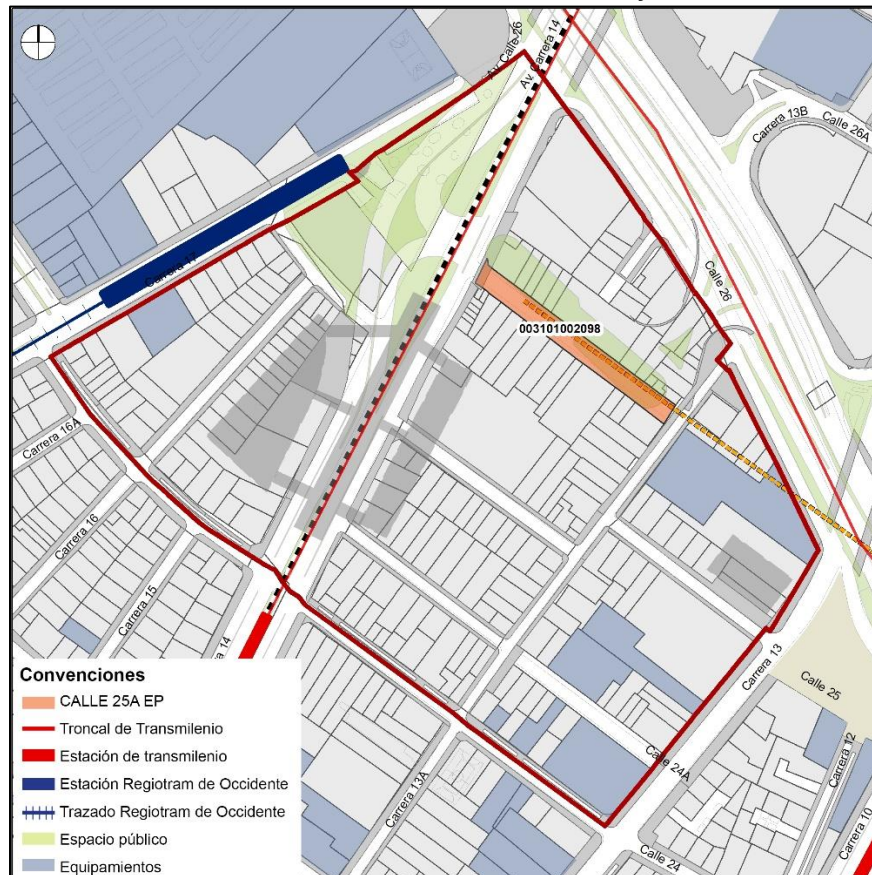 Av. Calle 26
Av. Carrera 14
Carrera 13B
Calle 26A
Carrera 17
Calle 26
003101002098
Carrera 16A
Carrera 16
Carrera 15
14
Carrera 13
Calle 25
Carrera 12
Calle 24A
Carrera 13A
Carrera 10
Calle 24
Convenciones
CALLE 25A EP
Troncal de Transmilenio
Estación de transmilenio
Estación Regiotram de Occidente
Trazado Regiotram de Occidente
Espacio público
Equipamientos